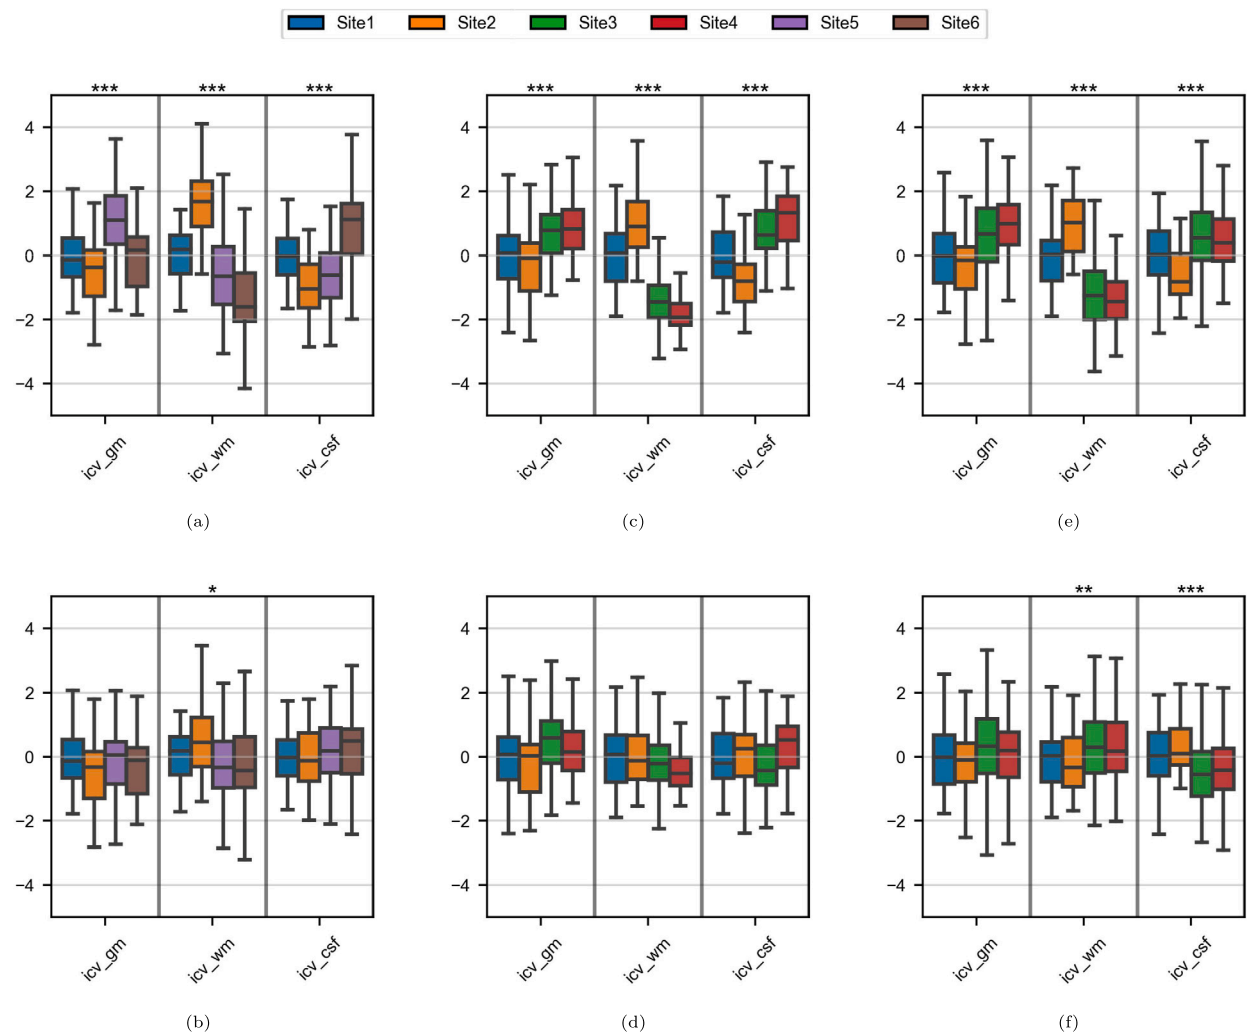 Site1 Site2 Site3 Site4 Site5 Site6
*** *** ***
4
2
0
−2
−4
icv_gm icv_wm icv_csf
(a)
*** *** ***
4
2
0
−2
−4
icv_gm icv_wm icv_csf
(c)
*** *** ***
4
2
0
−2
−4
icv_gm icv_wm icv_csf
(e)
*
4
2
0
−2
−4
icv_gm icv_wm icv_csf
(b)
4
2
0
−2
−4
icv_gm icv_wm icv_csf
(d)
** ***
4
2
0
−2
−4
icv_gm icv_wm icv_csf
(f)